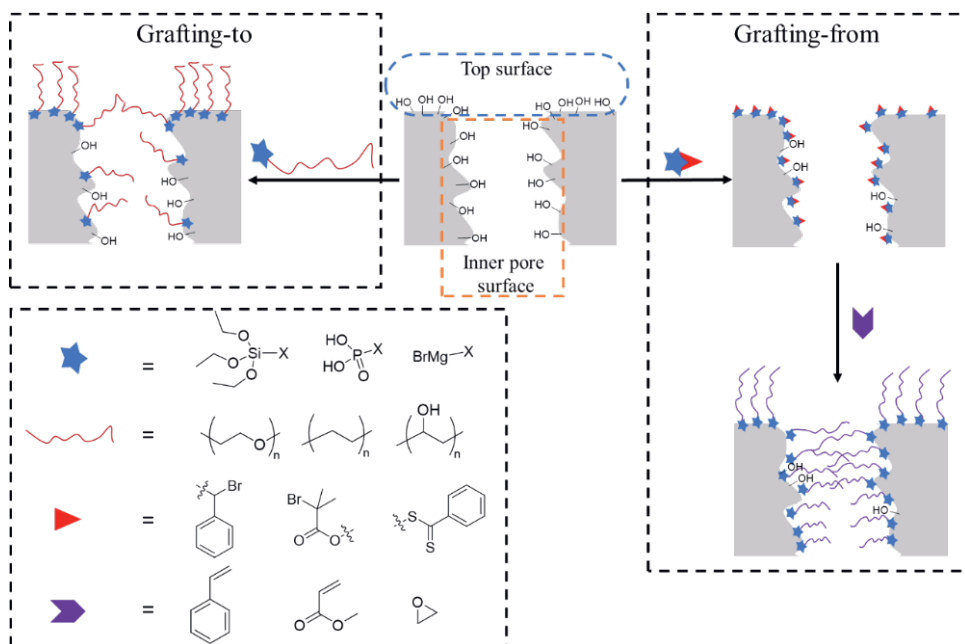 Grafting-to
Top surface
Grafting-from
HO OH OH OH
HO OH OH HO
OH
HO
OH
HO
OH
HO
OH
HO
OH
HO
OH
HO
Inner pore
surface
OH
OH
HO
HO
OH
HO
OH
OH
HO
OH
HO
= O O Si X O
HO P X HO O
BrMg X
= O n
n
OH n
= Br
Br O O
S S
=
O O
O